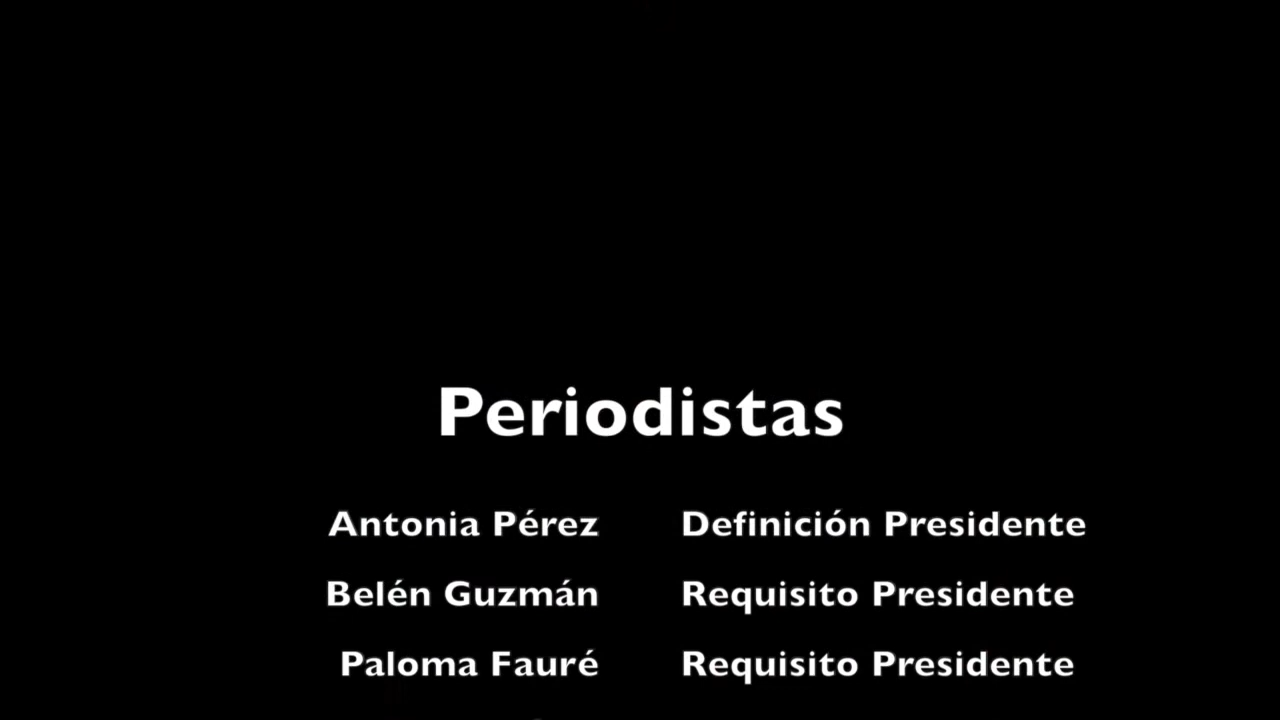 Periodistas
Antonia Pérez Definición Presidente
Belén Guzmán Requisito Presidente
Paloma Fauré Requisito Presidente